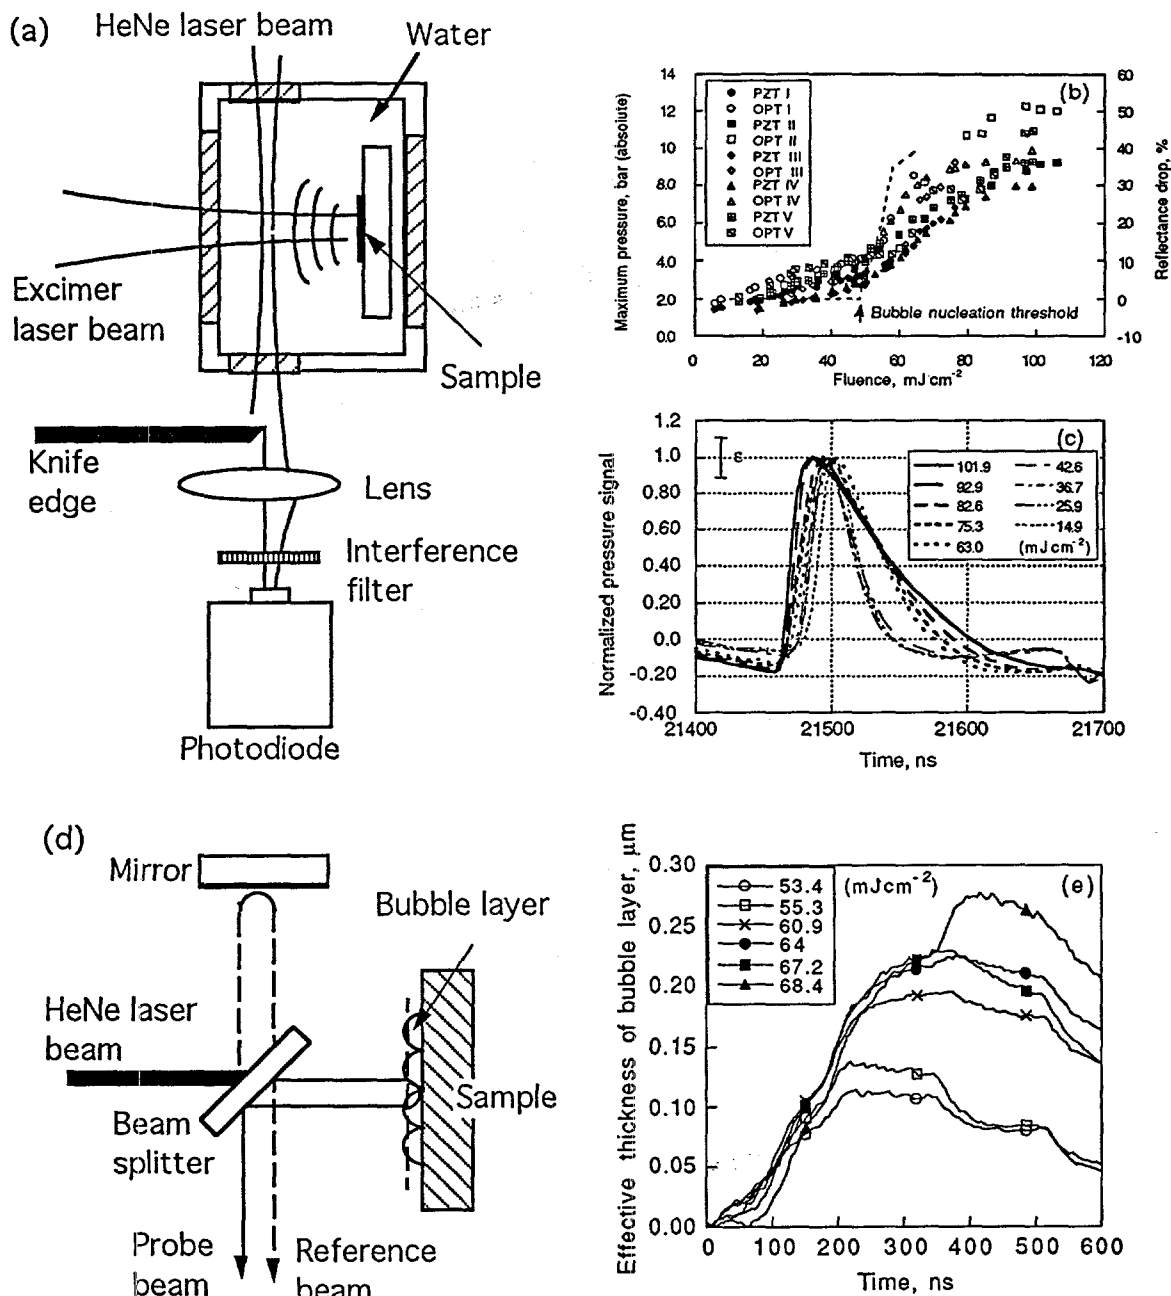 (a)
HeNe laser beam
Water
Excimer
laser beam
Sample
Knife
edge
Lens
Interference
filter
Photodiode
(b)
Maximum pressure, bar (absolute)
14
12
10
8.0
6.0
4.0
2.0
0.0
PZT I
OPT I
PZT II
OPT II
PZT III
OPT III
PZT IV
OPT IV
PZT V
OPT V
Bubble nucleation threshold
60
50
40
30
20
10
0
-10
Reflectance drop, %
0 20 40 60 80 100 120
Fluence, mJ cm-2
(c)
Normalized pressure signal
1.2
1.0
0.80
0.60
0.40
0.20
0.0
-0.20
-0.40
101.9 42.6
92.9 36.7
82.6 25.9
75.3 14.9
63.0 (mJcm-2)
21400 21500 21600 21700
Time, ns
(d)
Mirror
Bubble layer
HeNe laser
beam
Sample
Beam
splitter
Probe
beam
Reference
beam
(e)
Effective thickness of bubble layer, μm
0.30
0.25
0.20
0.15
0.10
0.05
0.00
53.4 (mJcm-2)
55.3
60.9
64
67.2
68.4
0 100 200 300 400 500 600
Time, ns